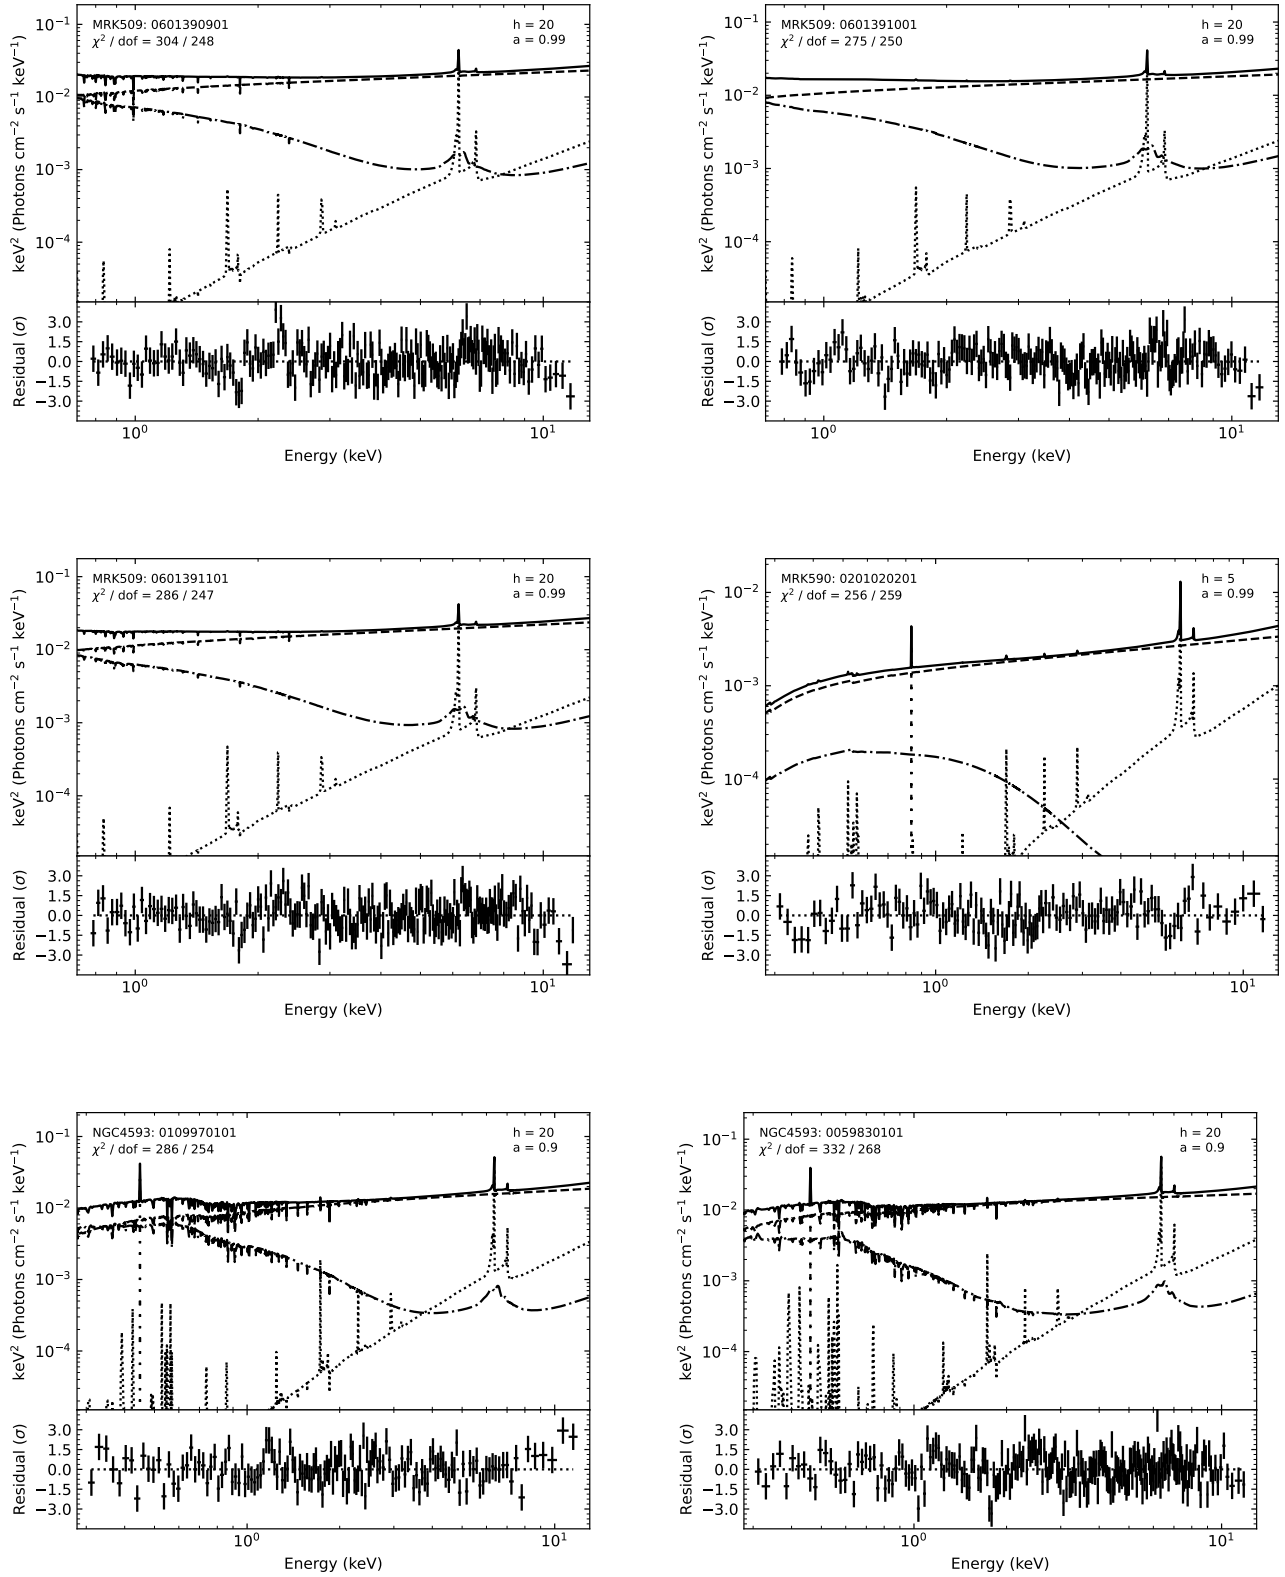 MRK509: 0601390901
χ² / dof = 304 / 248
h = 20
a = 0.99
keV² (Photons cm⁻² s⁻¹ keV⁻¹)
10⁻¹
10⁻²
10⁻³
10⁻⁴
Residual (σ)
3.0
1.5
0.0
−1.5
−3.0
10⁰ 10¹
Energy (keV)
MRK509: 0601391001
χ² / dof = 275 / 250
h = 20
a = 0.99
keV² (Photons cm⁻² s⁻¹ keV⁻¹)
10⁻¹
10⁻²
10⁻³
10⁻⁴
Residual (σ)
3.0
1.5
0.0
−1.5
−3.0
10⁰ 10¹
Energy (keV)
MRK509: 0601391101
χ² / dof = 286 / 247
h = 20
a = 0.99
keV² (Photons cm⁻² s⁻¹ keV⁻¹)
10⁻¹
10⁻²
10⁻³
10⁻⁴
Residual (σ)
3.0
1.5
0.0
−1.5
−3.0
10⁰ 10¹
Energy (keV)
MRK590: 0201020201
χ² / dof = 256 / 259
h = 5
a = 0.99
keV² (Photons cm⁻² s⁻¹ keV⁻¹)
10⁻²
10⁻³
10⁻⁴
Residual (σ)
3.0
1.5
0.0
−1.5
−3.0
10⁰ 10¹
Energy (keV)
NGC4593: 0109970101
χ² / dof = 286 / 254
h = 20
a = 0.9
keV² (Photons cm⁻² s⁻¹ keV⁻¹)
10⁻¹
10⁻²
10⁻³
10⁻⁴
Residual (σ)
3.0
1.5
0.0
−1.5
−3.0
10⁰ 10¹
Energy (keV)
NGC4593: 0059830101
χ² / dof = 332 / 268
h = 20
a = 0.9
keV² (Photons cm⁻² s⁻¹ keV⁻¹)
10⁻¹
10⁻²
10⁻³
10⁻⁴
Residual (σ)
3.0
1.5
0.0
−1.5
−3.0
10⁰ 10¹
Energy (keV)